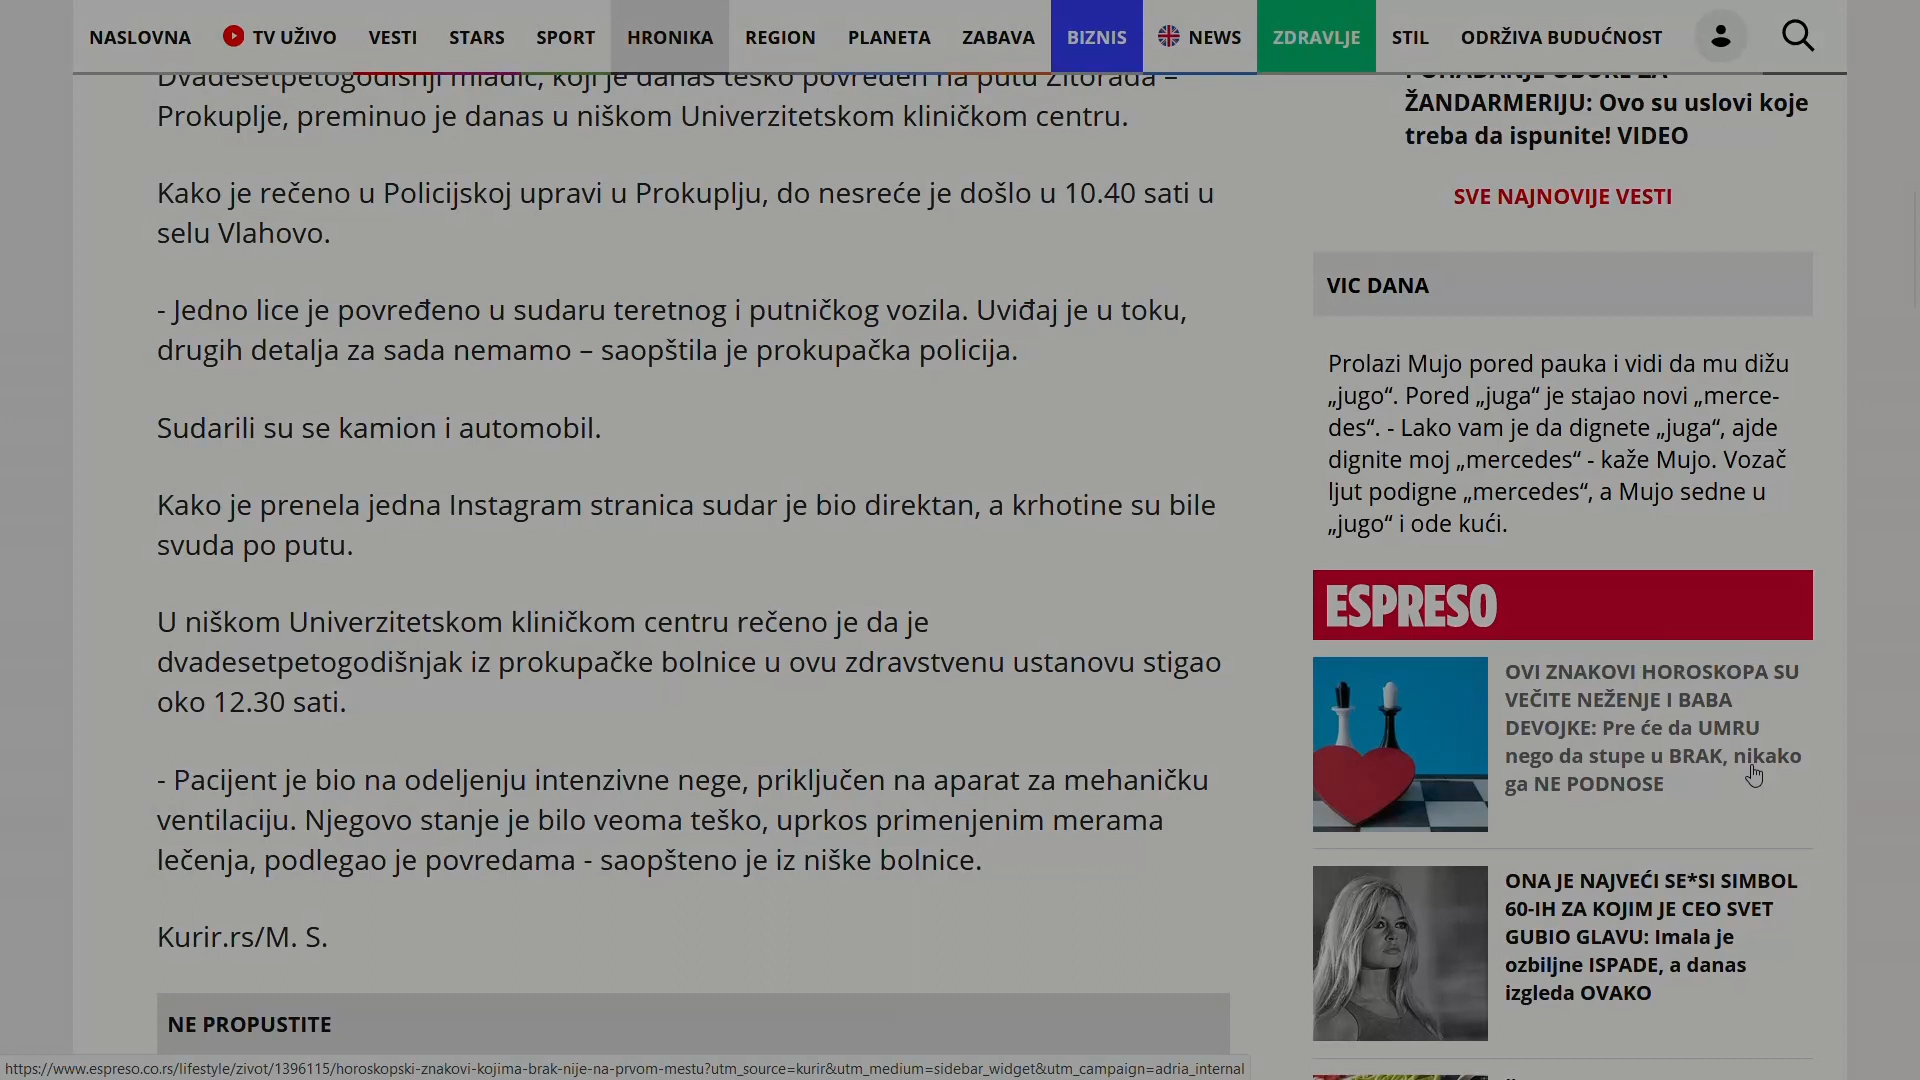 NASLOVNA
TV UŽIVO
VESTI
STARS
SPORT
HRONIKA
REGION
PLANETA
ZABAVA
BIZNIS
NEWS
ZDRAVLJE
STIL
ODRŽIVA BUDUĆNOST
Dvadesetpetogodišnji mladić, koji je danas teško povređen na putu Žitorađa –
Prokuplje, preminuo je danas u niškom Univerzitetskom kliničkom centru.
Kako je rečeno u Policijskoj upravi u Prokuplju, do nesreće je došlo u 10.40 sati u
selu Vlahovo.
- Jedno lice je povređeno u sudaru teretnog i putničkog vozila. Uviđaj je u toku,
drugih detalja za sada nemamo – saopštila je prokupačka policija.
Sudarili su se kamion i automobil.
Kako je prenela jedna Instagram stranica sudar je bio direktan, a krhotine su bile
svuda po putu.
U niškom Univerzitetskom kliničkom centru rečeno je da je
dvadesetpetogodišnjak iz prokupačke bolnice u ovu zdravstvenu ustanovu stigao
oko 12.30 sati.
- Pacijent je bio na odeljenju intenzivne nege, priključen na aparat za mehaničku
ventilaciju. Njegovo stanje je bilo veoma teško, uprkos primenjenim merama
lečenja, podlegao je povredama - saopšteno je iz niške bolnice.
Kurir.rs/M. S.
NE PROPUSTITE
ŽANDARMERIJU: Ovo su uslovi koje
treba da ispunite! VIDEO
SVE NAJNOVIJE VESTI
VIC DANA
Prolazi Mujo pored pauka i vidi da mu dižu
„jugo“. Pored „juga“ je stajao novi „merce-
des“. - Lako vam je da dignete „juga“, ajde
dignite moj „mercedes“ - kaže Mujo. Vozač
ljut podigne „mercedes“, a Mujo sedne u
„jugo“ i ode kući.
ESPRESO
OVI ZNAKOVI HOROSKOPA SU
VEČITE NEŽENJE I BABA
DEVOJKE: Pre će da UMRU
nego da stupe u BRAK, nikako
ga NE PODNOSE
ONA JE NAJVEĆI SE*SI SIMBOL
60-IH ZA KOJIM JE CEO SVET
GUBIO GLAVU: Imala je
ozbiljne ISPADE, a danas
izgleda OVAKO
https://www.espreso.co.rs/lifestyle/zivot/1396115/horoskopski-znakovi-kojima-brak-nije-na-prvom-mestu?utm_source=kurir&utm_medium=sidebar_widget&utm_campaign=adria_internal